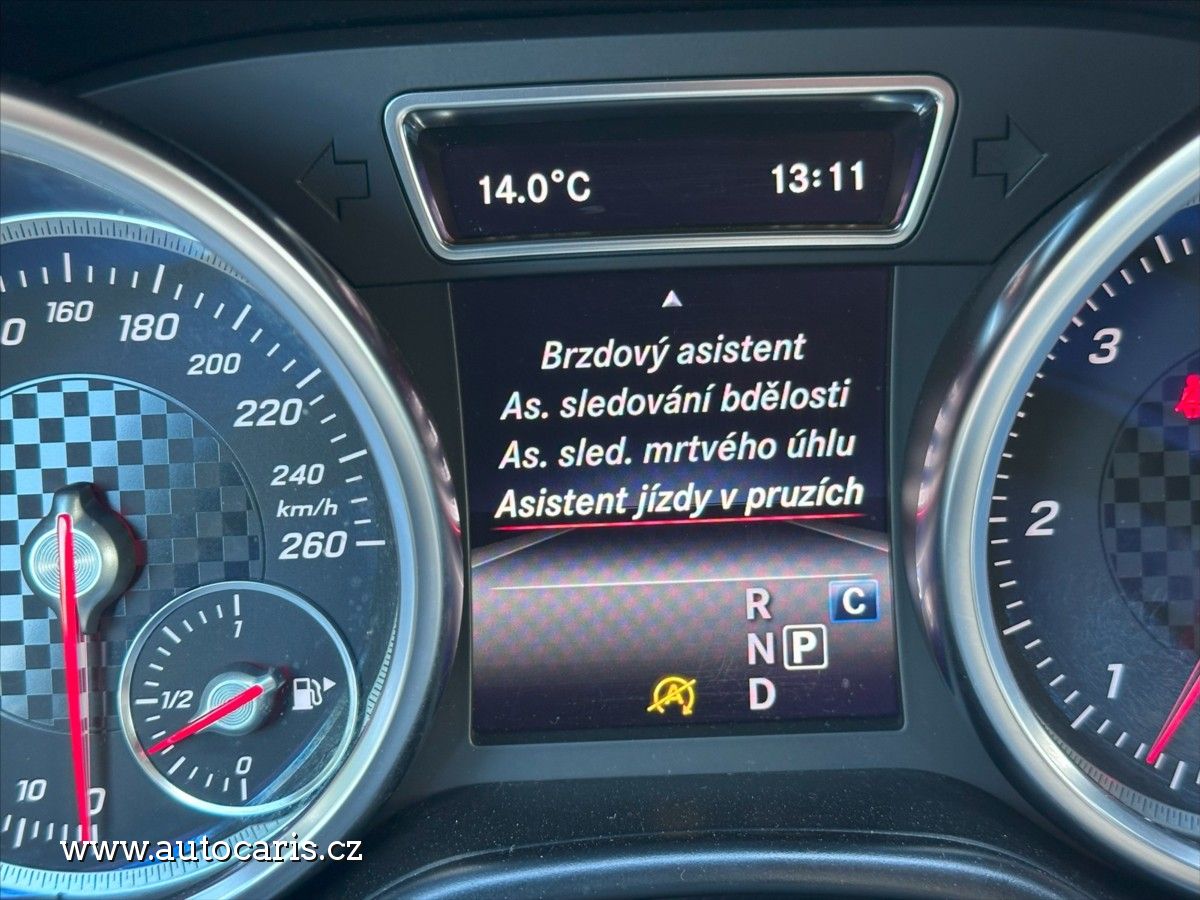 14.0°C 13:11
Brzdový asistent
As. sledování bdělosti
As. sled. mrtvého úhlu
Asistent jízdy v pruzích
R C
N P
D
A
160
180
200
220
240
km/h
260
1
1/2
0
10
0
3
2
1
www.autocaris.cz